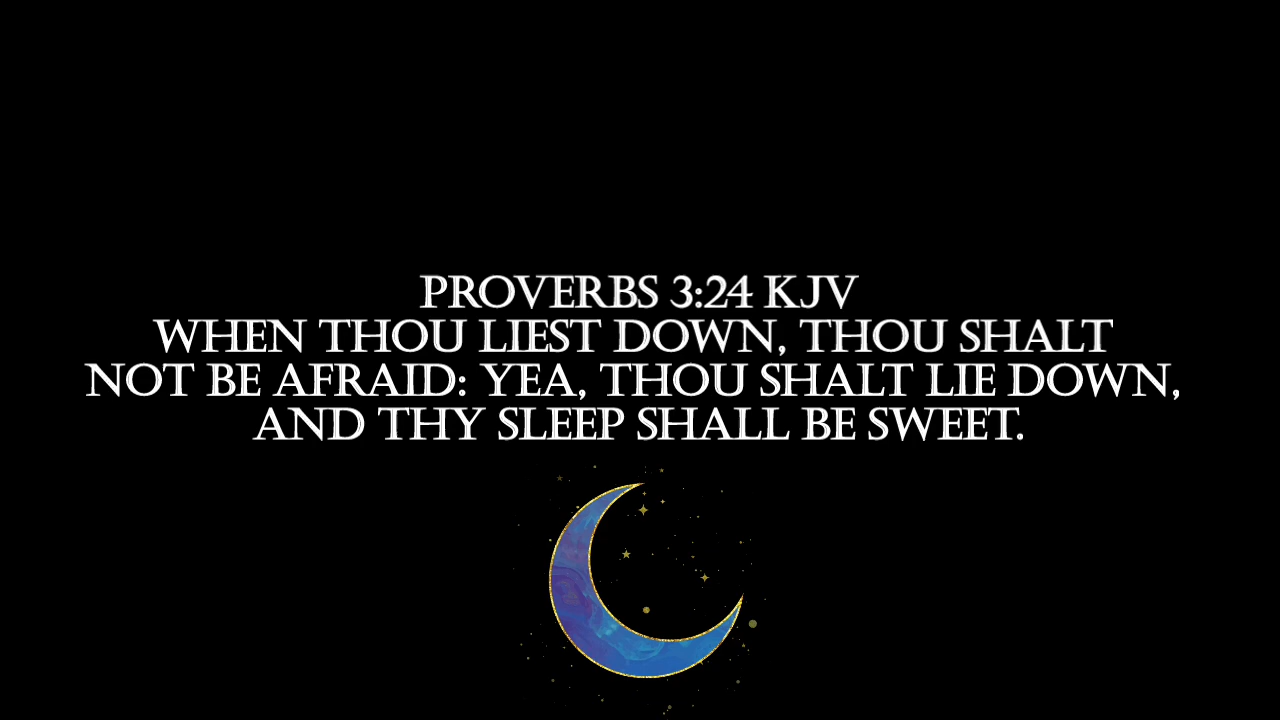 PROVERBS 3:24 KJV
WHEN THOU LIEST DOWN, THOU SHALT
NOT BE AFRAID: YEA, THOU SHALT LIE DOWN,
AND THY SLEEP SHALL BE SWEET.